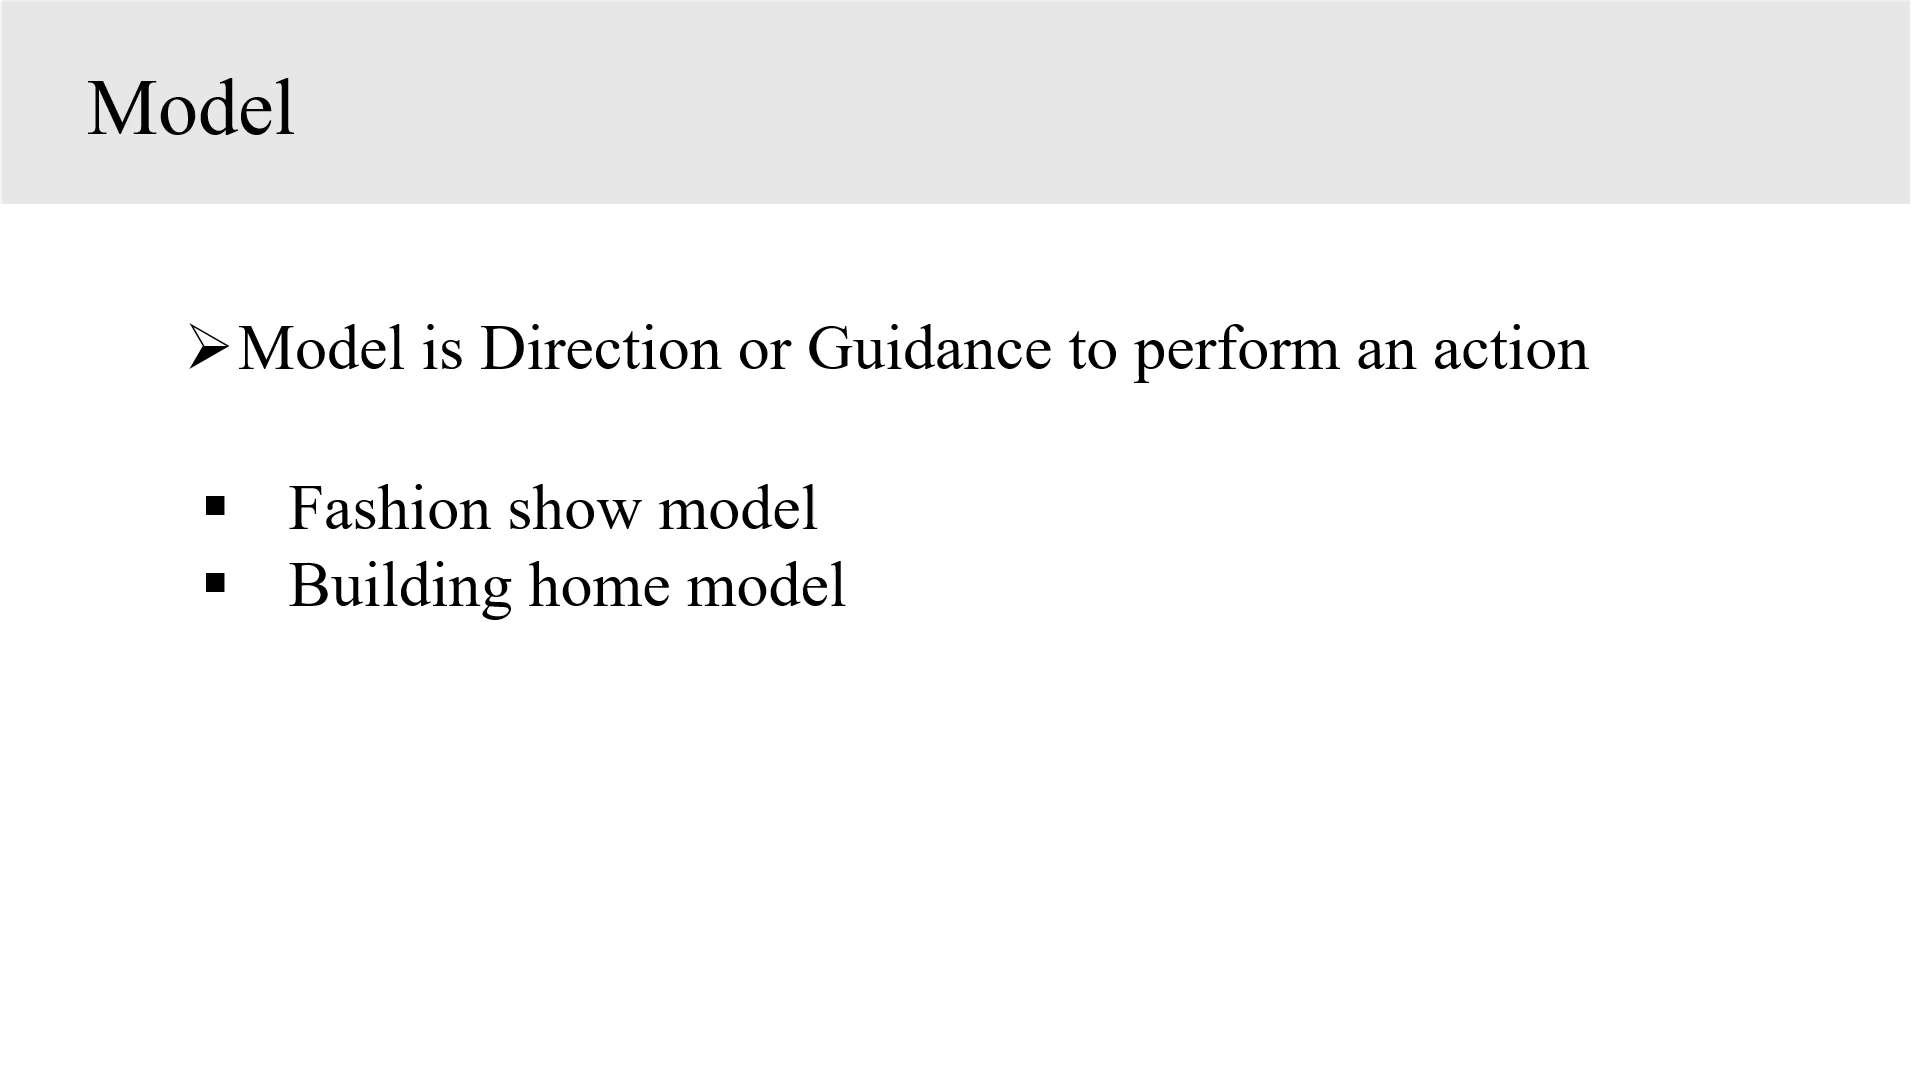 Model
➢Model is Direction or Guidance to perform an action
▪ Fashion show model
▪ Building home model